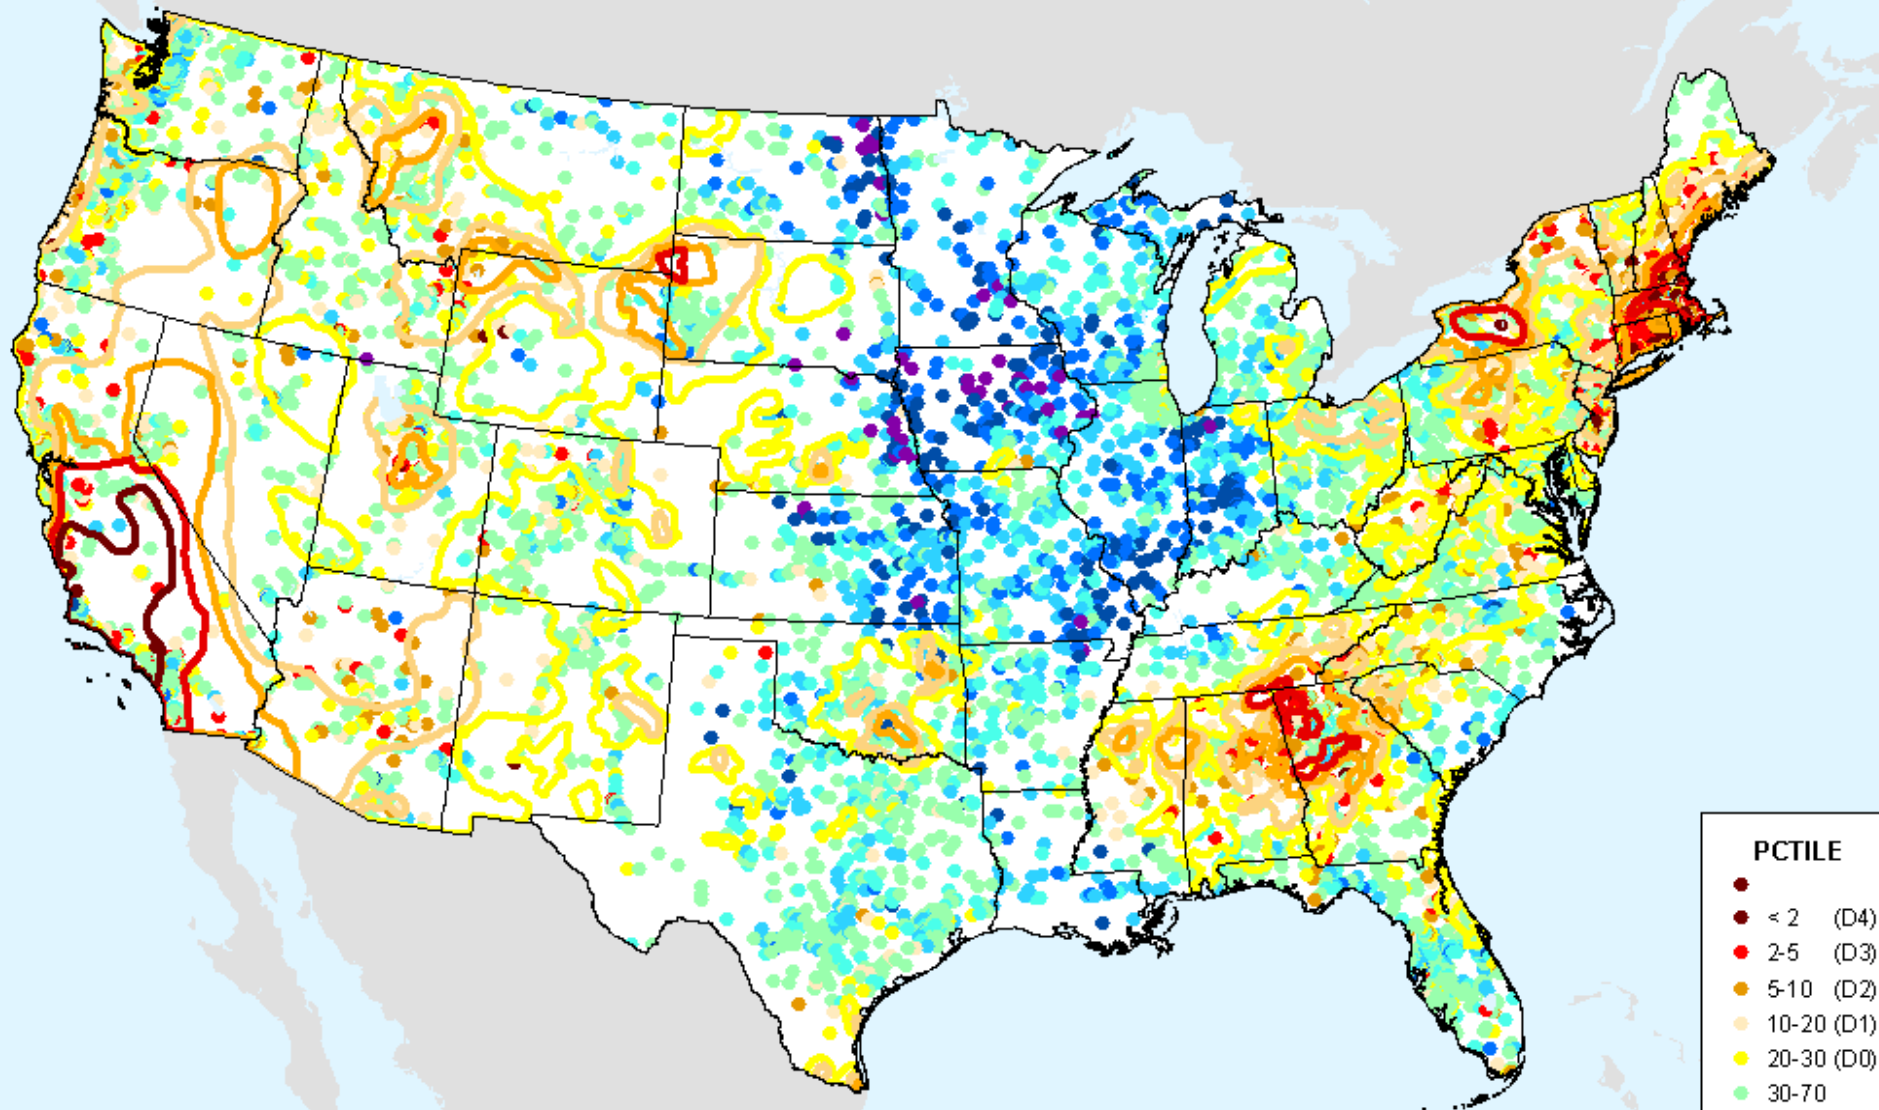 PCTILE
< 2 (D4)
2-5 (D3)
5-10 (D2)
10-20 (D1)
20-30 (D0)
30-70